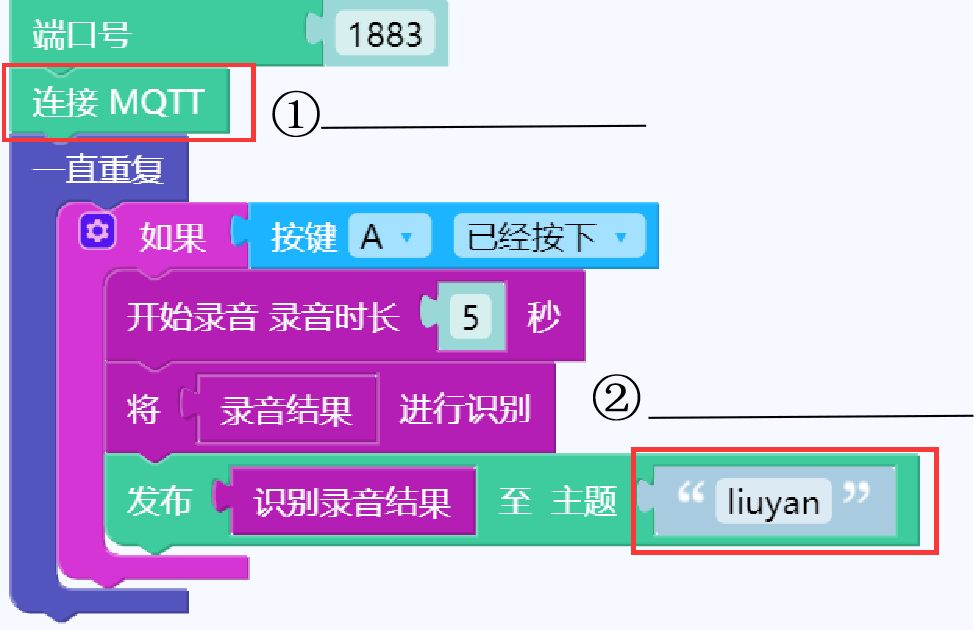 端口号 1883
连接 MQTT ①
一直重复
如果 按键 A 已经按下
开始录音 录音时长 5 秒
将 录音结果 进行识别 ②
发布 识别录音结果 至 主题 “ liuyan ”